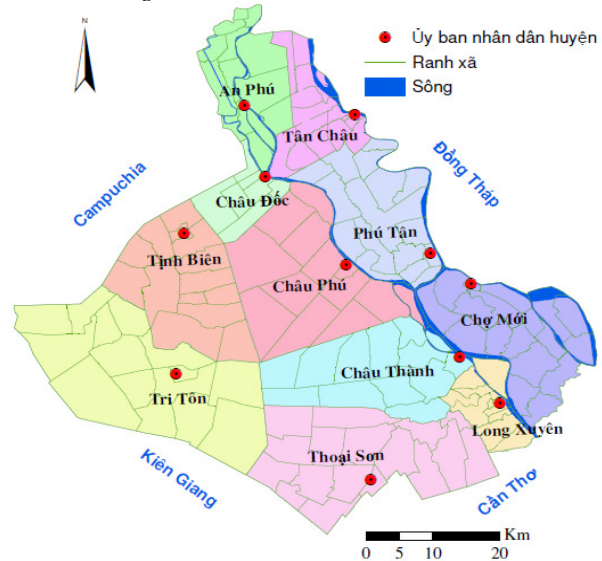 N
Ủy ban nhân dân huyện
Ranh xã
Sông
An Phú
Tân Châu
Campuchia
Đồng Tháp
Châu Đốc
Phú Tân
Tịnh Biên
Châu Phú
Chợ Mới
Châu Thành
Tri Tôn
Long Xuyên
Thoại Sơn
Kiên Giang
Cần Thơ
Km
0 5 10 20